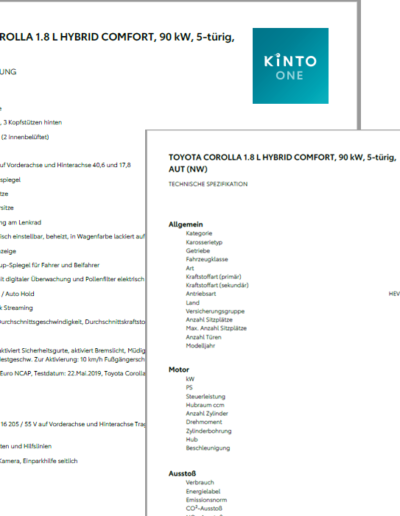 OROLLA 1.8 L HYBRID COMFORT, 90 kW, 5-türig,
UNG
KINTO
ONE
, 3 Kopfstützen hinten
(2 innenbelüftet)
auf Vorderachse und Hinterachse 40,6 und 17,8
spiegel
tze
rsitze
ng am Lenkrad
isch einstellbar, beheizt, in Wagenfarbe lackiert auf
zeige
up-Spiegel für Fahrer und Beifahrer
it digitaler Überwachung und Pollenfilter elektrisch
/ Auto Hold
k Streaming
Durchschnittsgeschwindigkeit, Durchschnittskraftsto
aktiviert Sicherheitsgurte, aktiviert Bremslicht, Müdig
destgeschw. Zur Aktivierung: 10 km/h Fußgängersch
Euro NCAP, Testdatum: 22.Mai.2019, Toyota Corolla
16 205 / 55 V auf Vorderachse und Hinterachse Trag
ten und Hilfslinien
Kamera, Einparkhilfe seitlich
TOYOTA COROLLA 1.8 L HYBRID COMFORT, 90 kW, 5-türig,
AUT (NW)
TECHNISCHE SPEZIFIKATION
Allgemein
Kategorie
Karosserietyp
Getriebe
Fahrzeugklasse
Art
Kraftstoffart (primär)
Kraftstoffart (sekundär)
Antriebsart
HEV
Land
Versicherungsgruppe
Anzahl Sitzplätze
Max. Anzahl Sitzplätze
Anzahl Türen
Modelljahr
Motor
kW
PS
Steuerleistung
Hubraum ccm
Anzahl Zylinder
Drehmoment
Zylinderbohrung
Hub
Bescheunigung
Ausstoß
Verbrauch
Energielabel
Emissionsnorm
CO²-Ausstoß